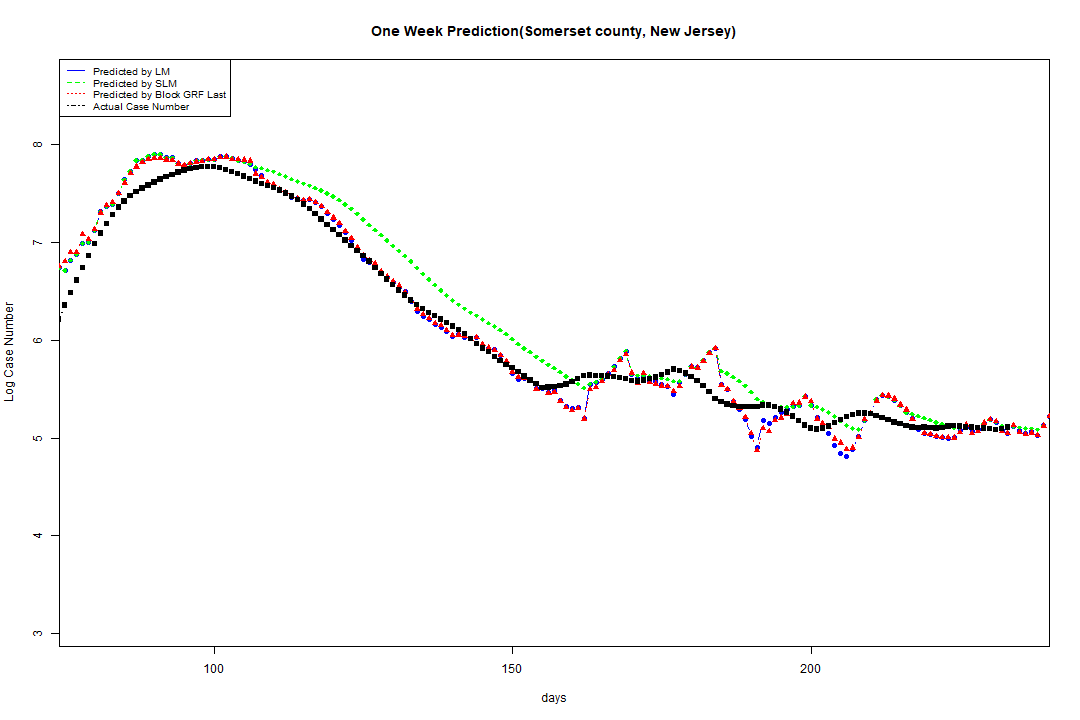 One Week Prediction(Somerset county, New Jersey)
Predicted by LM
Predicted by SLM
Predicted by Block GRF Last
Actual Case Number
8
7
6
5
4
3
Log Case Number
100 150 200
days